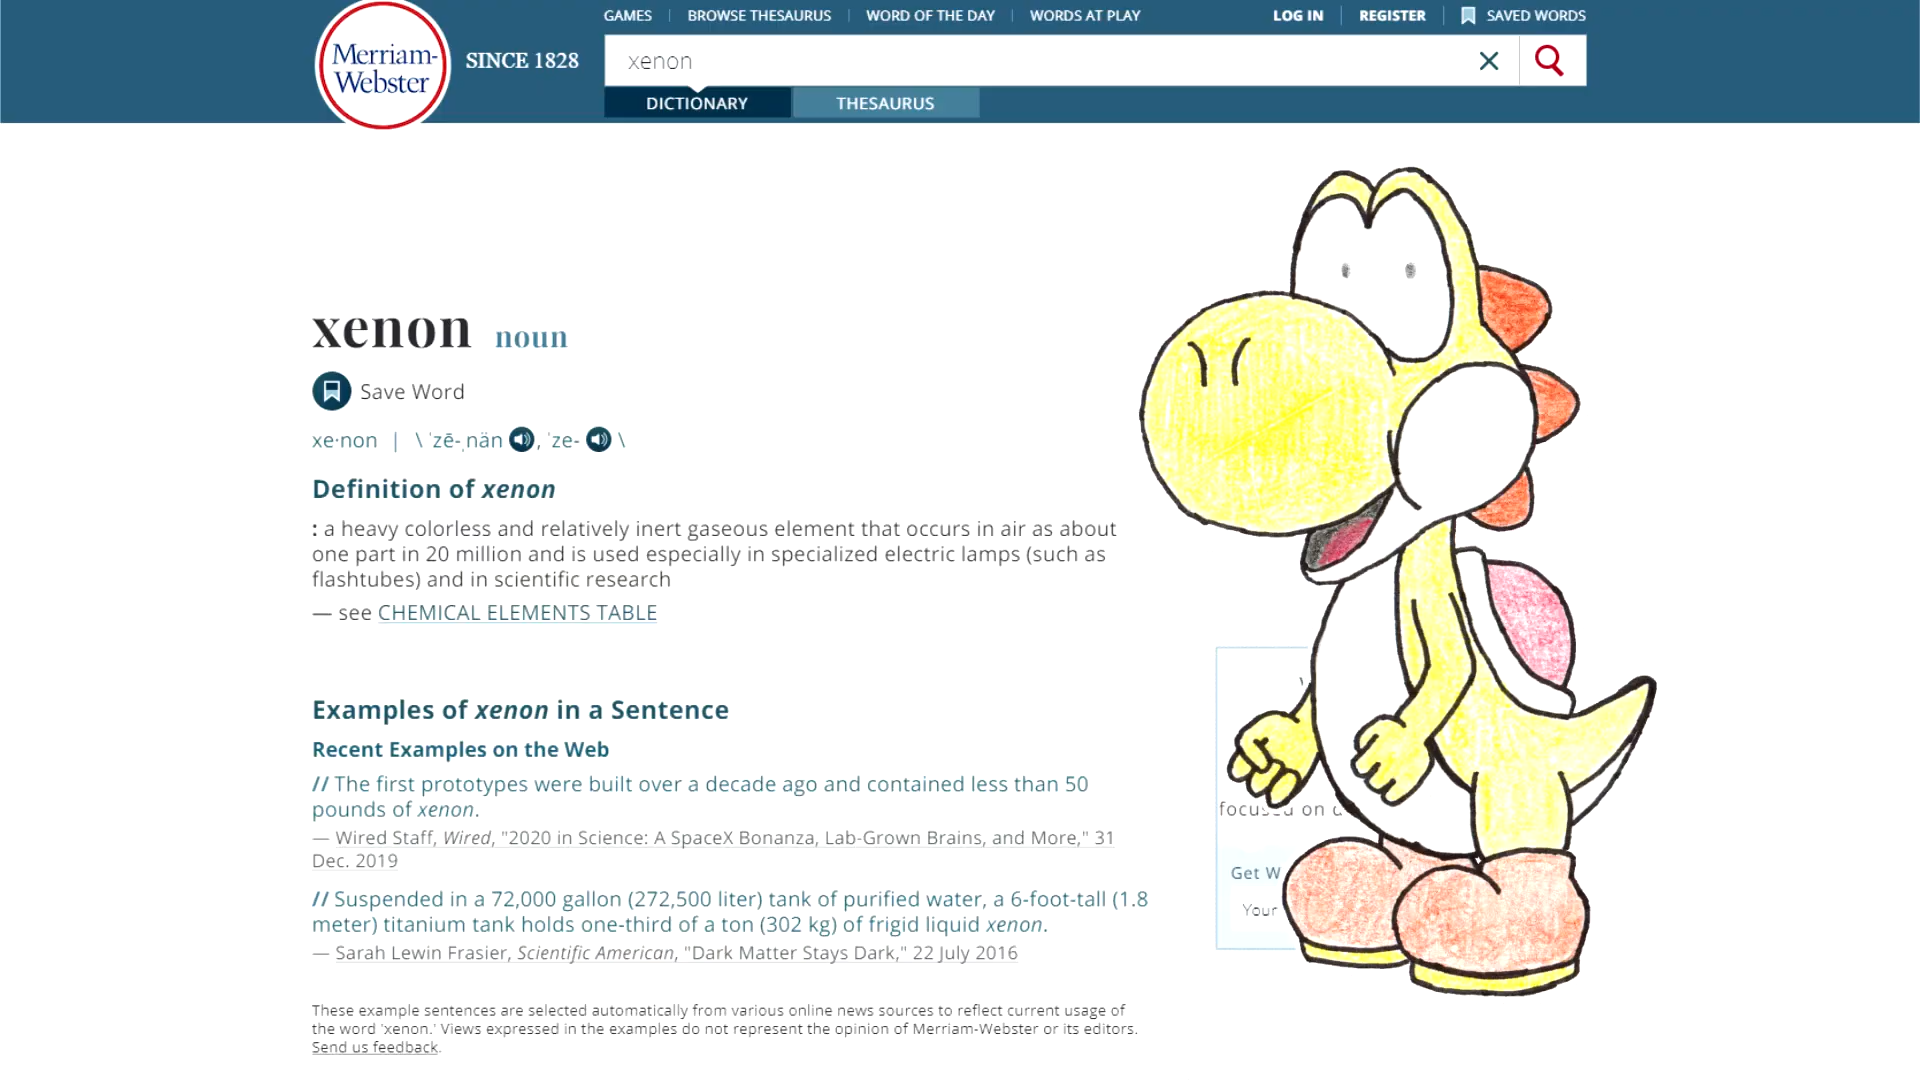 GAMES
BROWSE THESAURUS
WORD OF THE DAY
WORDS AT PLAY
LOG IN
REGISTER
SAVED WORDS
Merriam-
Webster
SINCE 1828
xenon
DICTIONARY
THESAURUS
xenon noun
Save Word
xe·non | \ ˈzē-ˌnän , ˈze- \
Definition of xenon
: a heavy colorless and relatively inert gaseous element that occurs in air as about
one part in 20 million and is used especially in specialized electric lamps (such as
flashtubes) and in scientific research
— see CHEMICAL ELEMENTS TABLE
Examples of xenon in a Sentence
Recent Examples on the Web
// The first prototypes were built over a decade ago and contained less than 50
pounds of xenon.
— Wired Staff, Wired, "2020 in Science: A SpaceX Bonanza, Lab-Grown Brains, and More," 31
Dec. 2019
// Suspended in a 72,000 gallon (272,500 liter) tank of purified water, a 6-foot-tall (1.8
meter) titanium tank holds one-third of a ton (302 kg) of frigid liquid xenon.
— Sarah Lewin Frasier, Scientific American, "Dark Matter Stays Dark," 22 July 2016
focused on
Get W
Your
These example sentences are selected automatically from various online news sources to reflect current usage of
the word 'xenon.' Views expressed in the examples do not represent the opinion of Merriam-Webster or its editors.
Send us feedback.